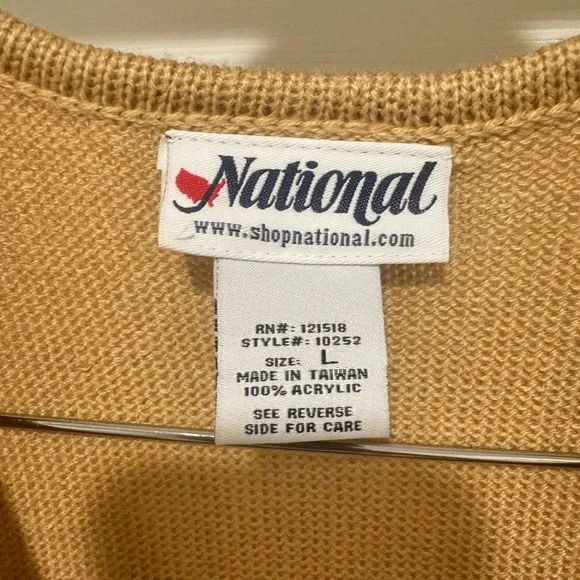 National
www.shopnational.com
RN#: 121518
STYLE#: 10252
SIZE: L
MADE IN TAIWAN
100% ACRYLIC
SEE REVERSE
SIDE FOR CARE